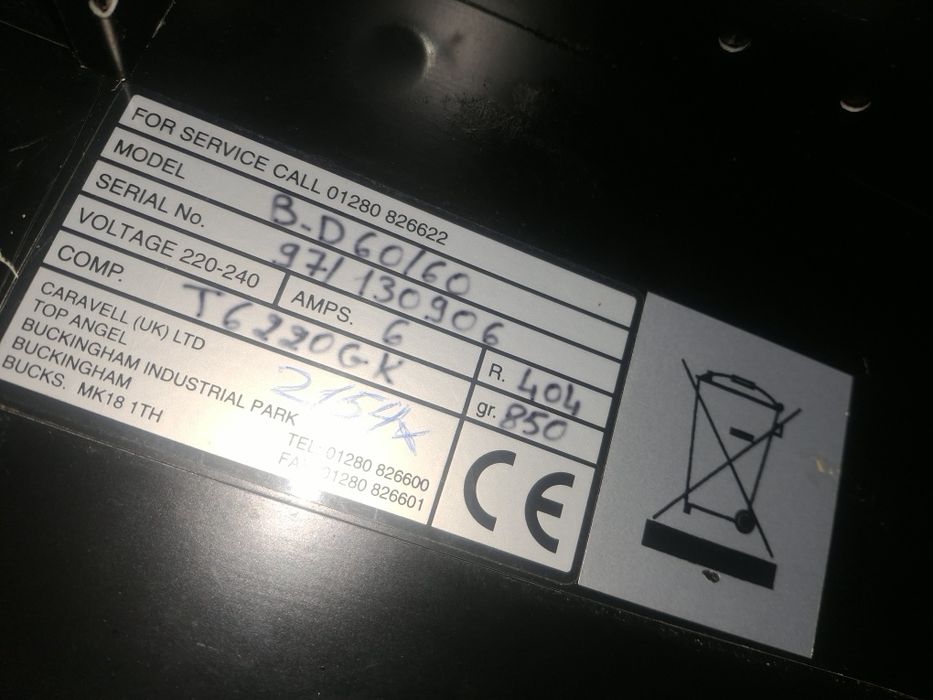 FOR SERVICE CALL 01280 826622
MODEL B-D60/60
SERIAL No. 97/130906
VOLTAGE 220-240 AMPS. 6
COMP. T6220GK R. 404
gr. 850
CARAVELL (UK) LTD
TOP ANGEL
BUCKINGHAM INDUSTRIAL PARK
BUCKINGHAM
BUCKS. MK18 1TH
TEL: 01280 826600
FAX 01280 826601
CE